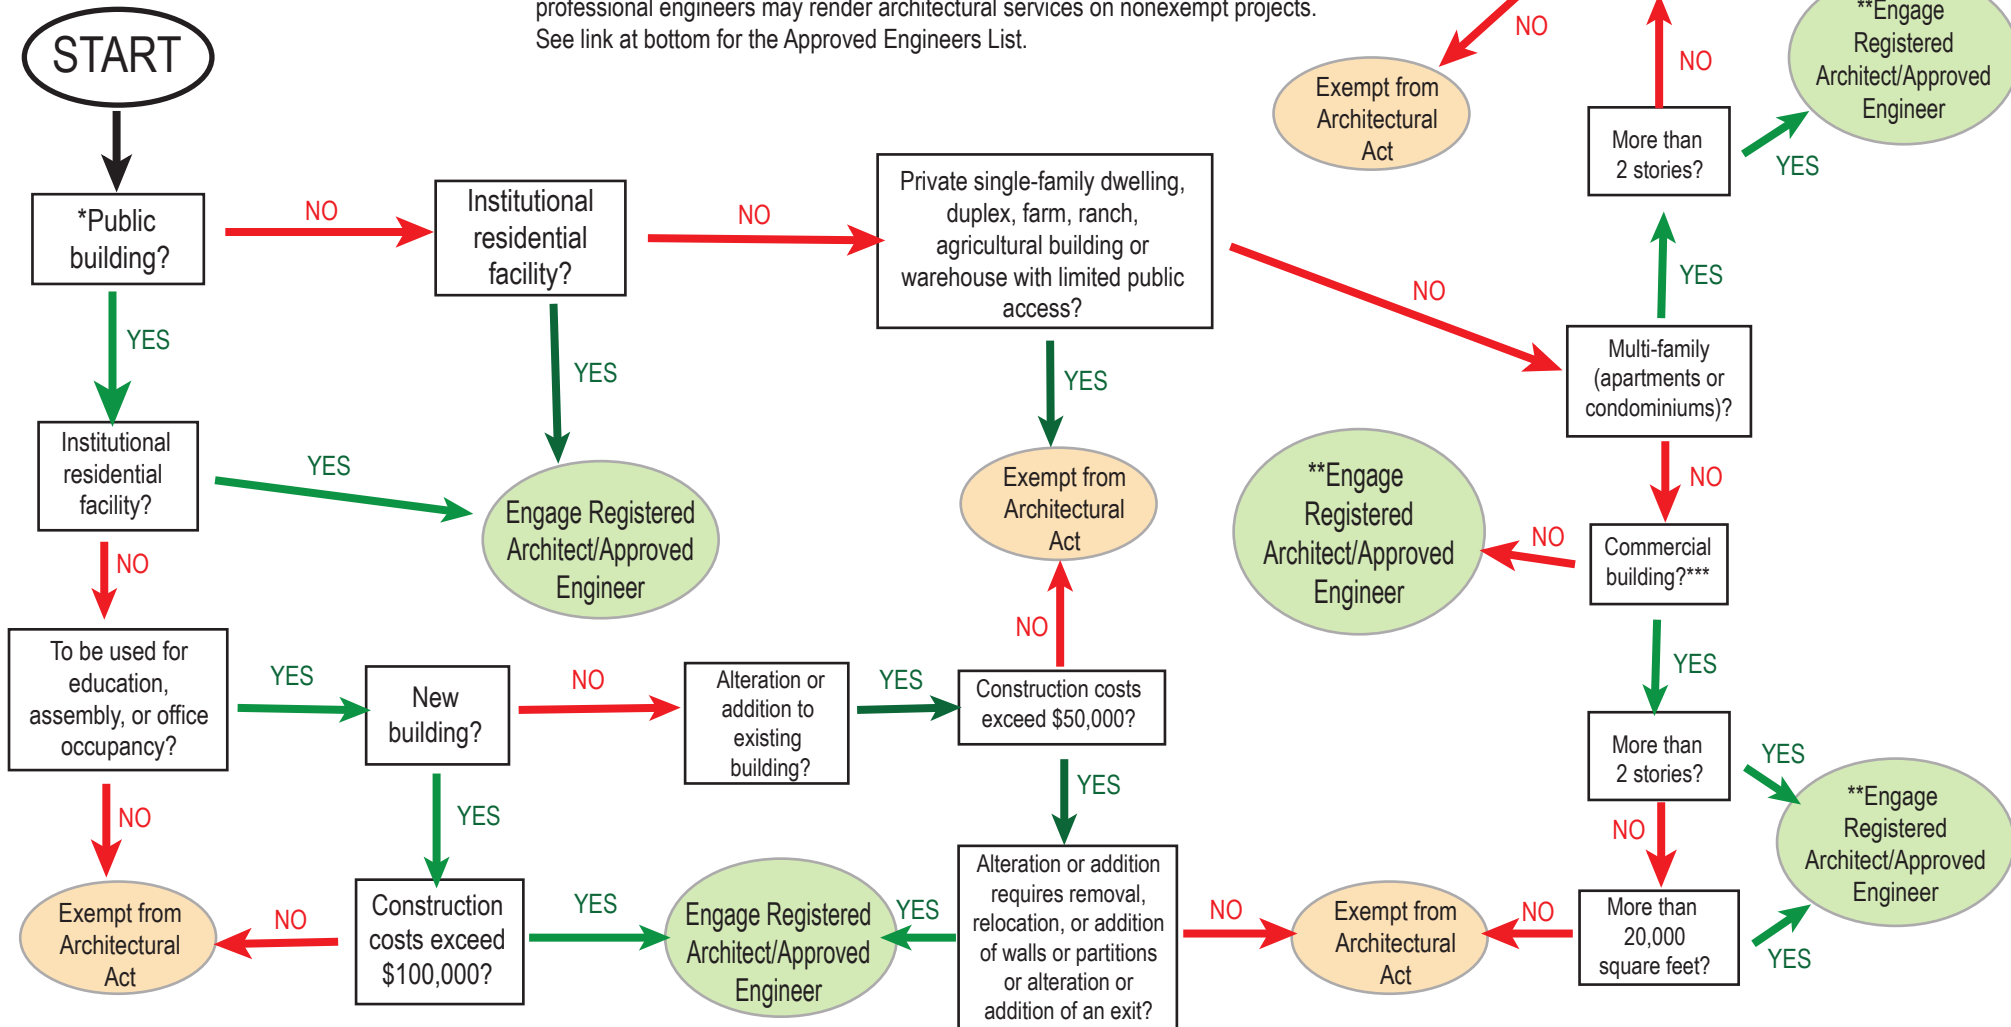 professional engineers may render architectural services on nonexempt projects.
See link at bottom for the Approved Engineers List.
START
*Public
building?
NO
Institutional
residential
facility?
NO
Private single-family dwelling,
duplex, farm, ranch,
agricultural building or
warehouse with limited public
access?
NO
Exempt from
Architectural
Act
NO
NO
**Engage
Registered
Architect/Approved
Engineer
More than
2 stories?
YES
YES
Multi-family
(apartments or
condominiums)?
NO
YES
YES
YES
Institutional
residential
facility?
YES
Engage Registered
Architect/Approved
Engineer
Exempt from
Architectural
Act
**Engage
Registered
Architect/Approved
Engineer
NO
Commercial
building?***
YES
NO
To be used for
education,
assembly, or office
occupancy?
YES
New
building?
NO
Alteration or
addition to
existing
building?
YES
Construction costs
exceed $50,000?
NO
YES
More than
2 stories?
YES
NO
**Engage
Registered
Architect/Approved
Engineer
NO
Exempt from
Architectural
Act
YES
NO
Construction
costs exceed
$100,000?
YES
Engage Registered
Architect/Approved
Engineer
YES
Alteration or addition
requires removal,
relocation, or addition
of walls or partitions
or alteration or
addition of an exit?
NO
Exempt from
Architectural
Act
NO
More than
20,000
square feet?
YES